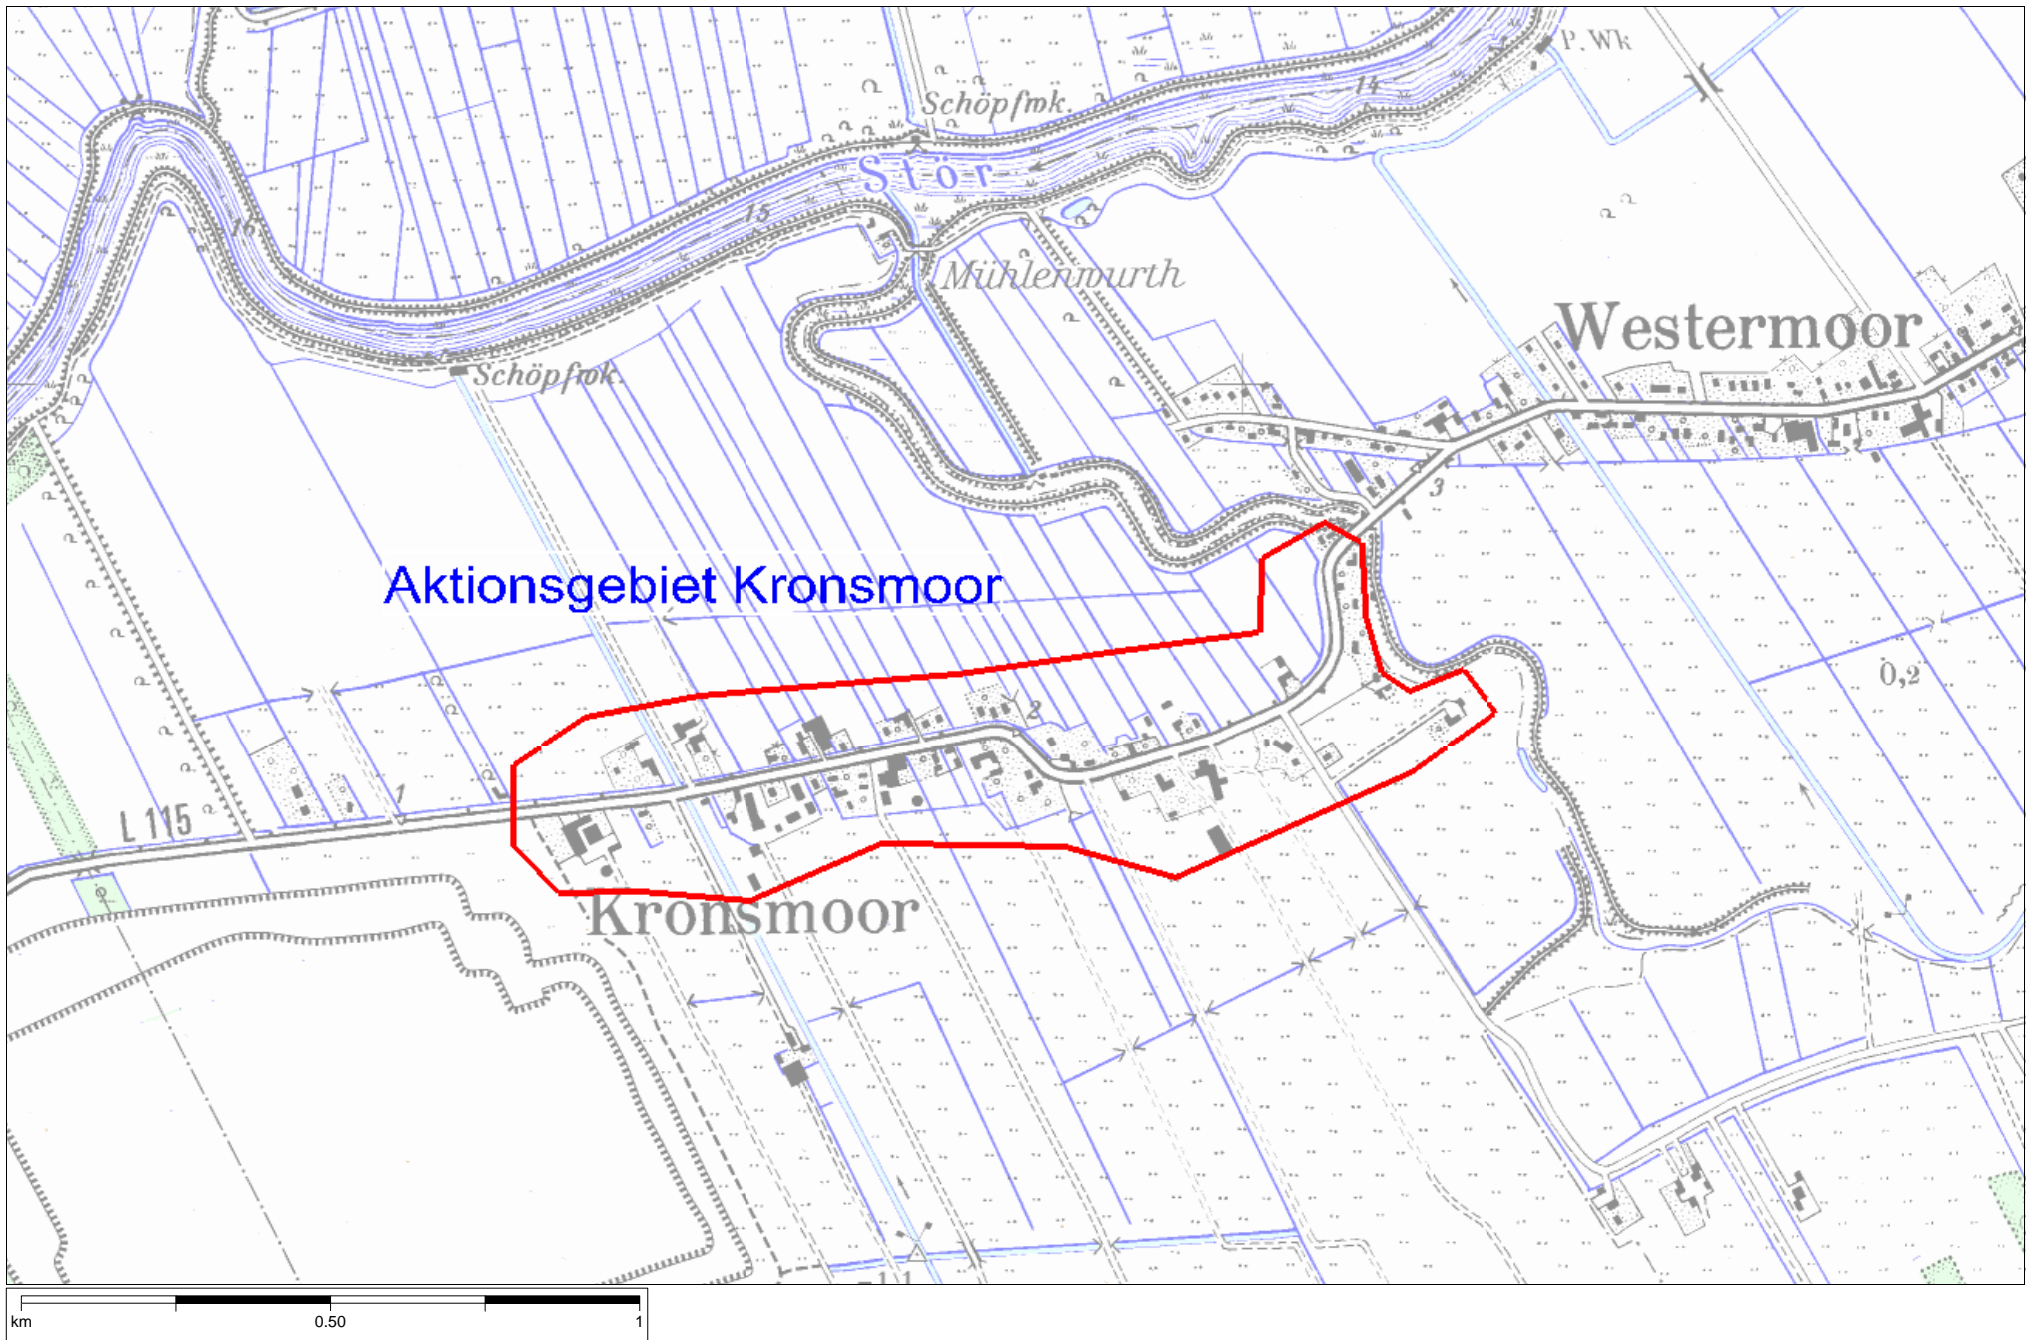 P. Wk
14
Schöpfwk.
Stör
15
16
Mühlenwurth
Westermoor
Schöpfwk.
3
Aktionsgebiet Kronsmoor
0,2
2
1
L 115
Kronsmoor
km
0.50
1